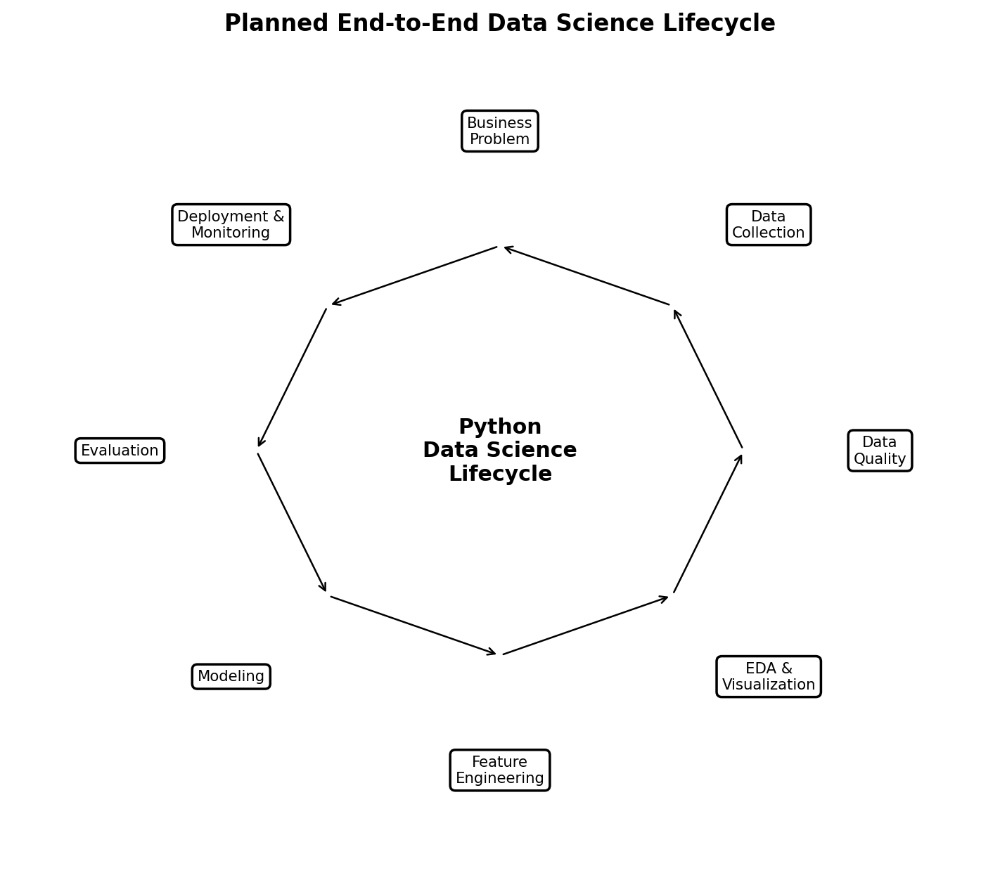 Planned End-to-End Data Science Lifecycle
Business
Problem
Deployment &
Monitoring
Data
Collection
Python
Data Science
Lifecycle
Evaluation
Data
Quality
Modeling
EDA &
Visualization
Feature
Engineering